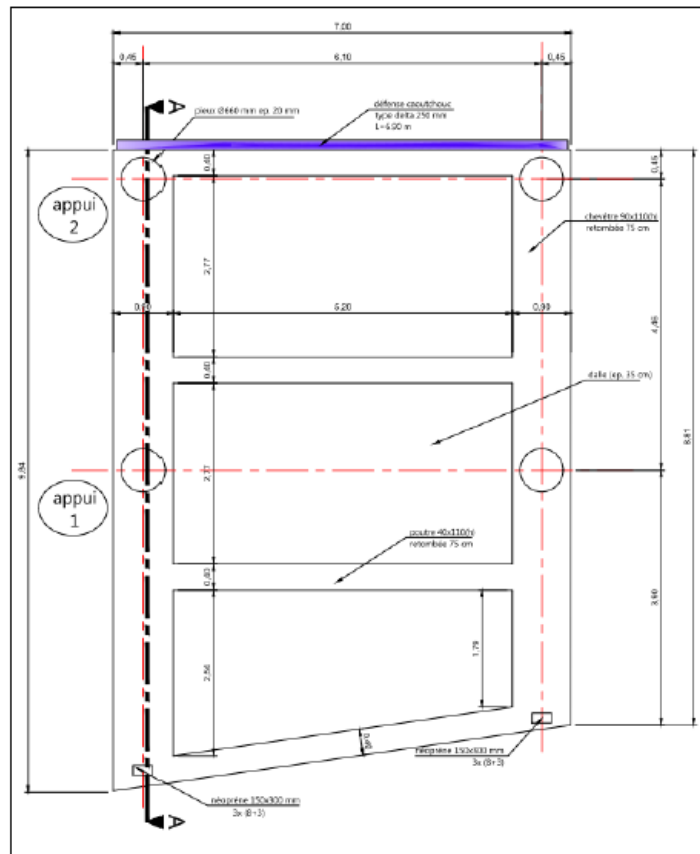 7.00
0,45
6.10
0,45
A
pieux Ø660 mm ep. 20 mm
défense caoutchouc
type delta 250 mm
L=6.90 m
0,40
0,45
appui
2
chevêtre 90x110(h)
retombée 75 cm
2,77
0,90
5,20
0,90
4,46
0,40
dalle (ep. 35 cm)
9,84
8,81
2,77
appui
1
poutre 40x110(h)
retombée 75 cm
0,40
3,90
1,79
2,54
néoprène 150x300 mm
3x (8+3)
néoprène 150x300 mm
3x (8+3)
A